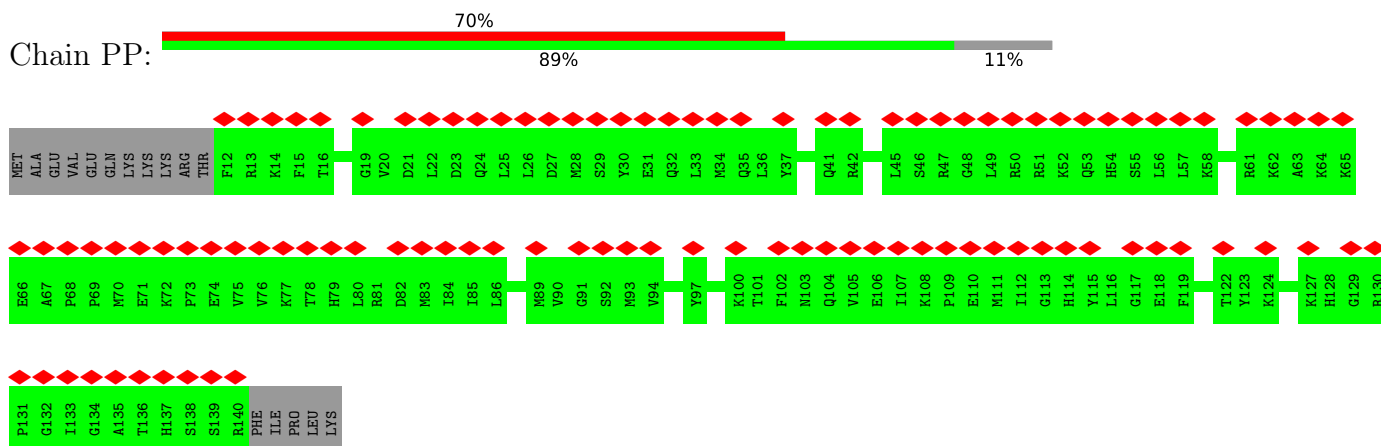 70%
Chain PP:
89% 11%
MET ALA GLU VAL GLU GLN LYS LYS LYS ARG THR F12 R13 K14 F15 T16 G19 V20 D21 L22 D23 Q24 L25 L26 D27 M28 S29 Y30 E31 Q32 L33 M34 Q35 L36 Y37 Q41 R42 L45 S46 R47 G48 L49 R50 R51 K52 Q53 H54 S55 L56 L57 K58 R61 K62 A63 K64 K65
E66 A67 P68 P69 M70 E71 K72 P73 E74 V75 V76 K77 T78 H79 L80 R81 D82 M83 I84 I85 L86 M89 V90 G91 S92 M93 V94 Y97 K100 T101 F102 N103 Q104 V105 E106 I107 K108 P109 E110 M111 I112 G113 H114 Y115 L116 G117 E118 F119 T122 Y123 K124 K127 H128 G129 R130
P131 G132 I133 G134 A135 T136 H137 S138 S139 R140 PHE ILE PRO LEU LYS